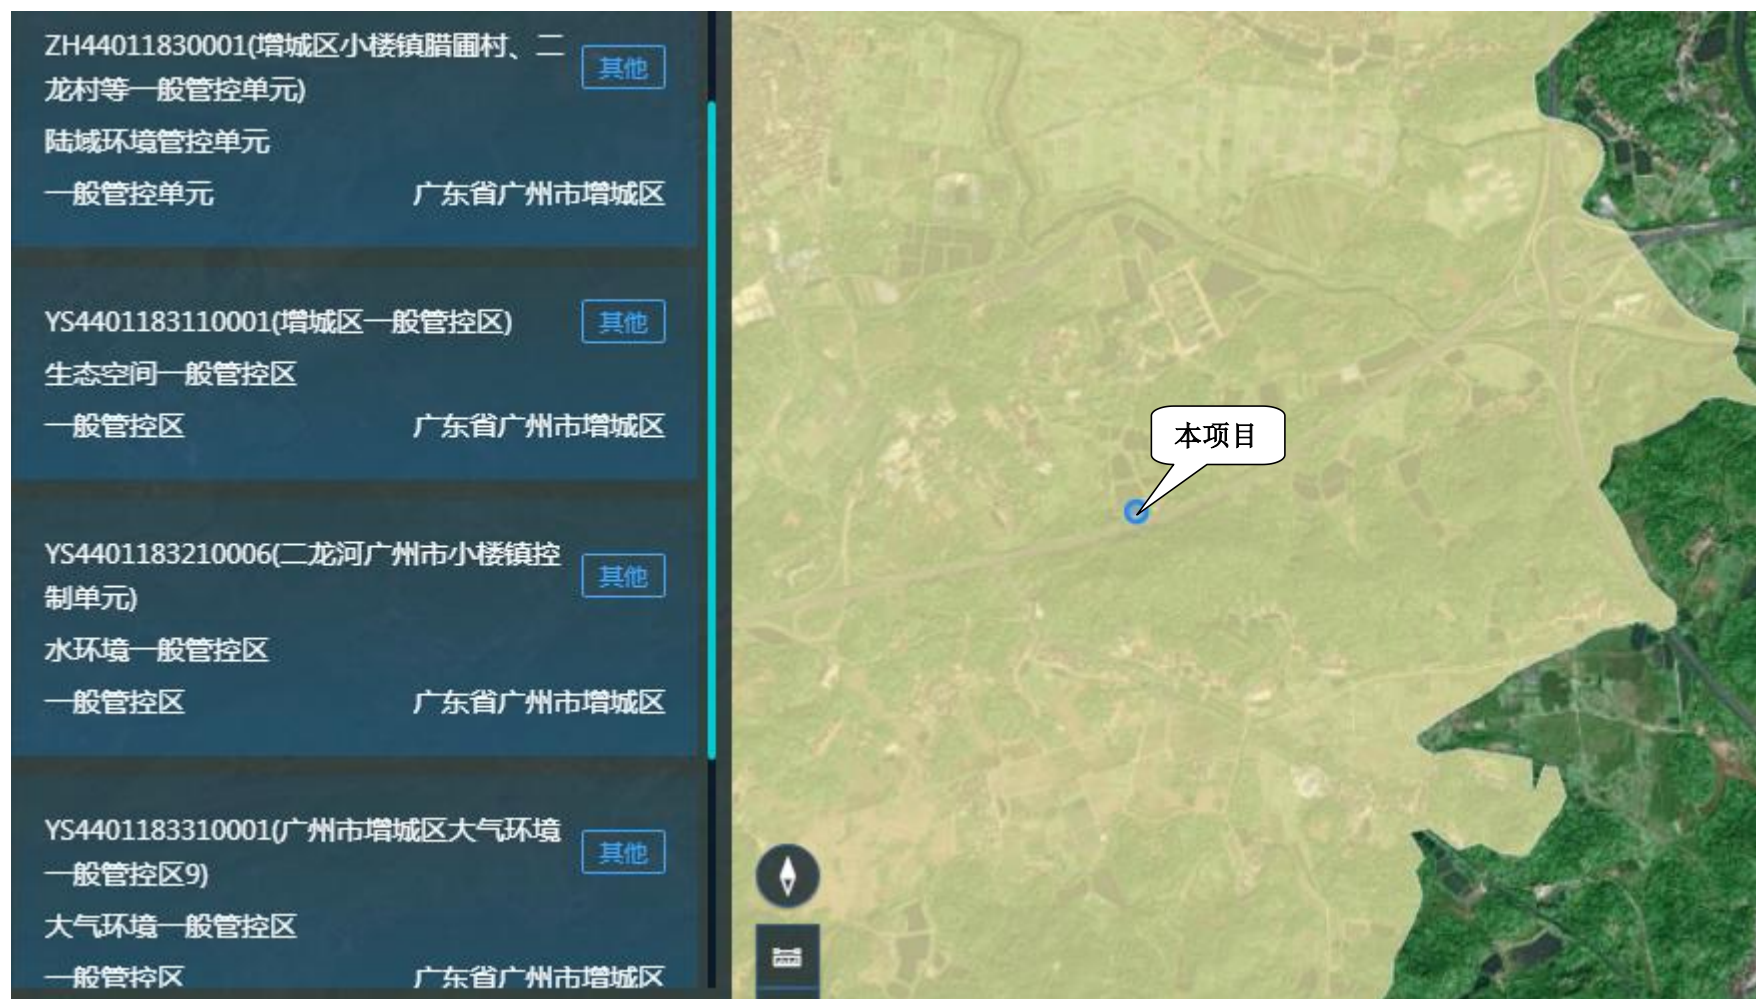 ZH44011830001(增城区小楼镇腊圃村、二
龙村等一般管控单元)
其他
陆域环境管控单元
一般管控单元 广东省广州市增城区
YS4401183110001(增城区一般管控区)
其他
生态空间一般管控区
一般管控区 广东省广州市增城区
YS4401183210006(二龙河广州市小楼镇控
制单元)
其他
水环境一般管控区
一般管控区 广东省广州市增城区
YS4401183310001(广州市增城区大气环境
一般管控区9)
其他
大气环境一般管控区
一般管控区 广东省广州市增城区
本项目